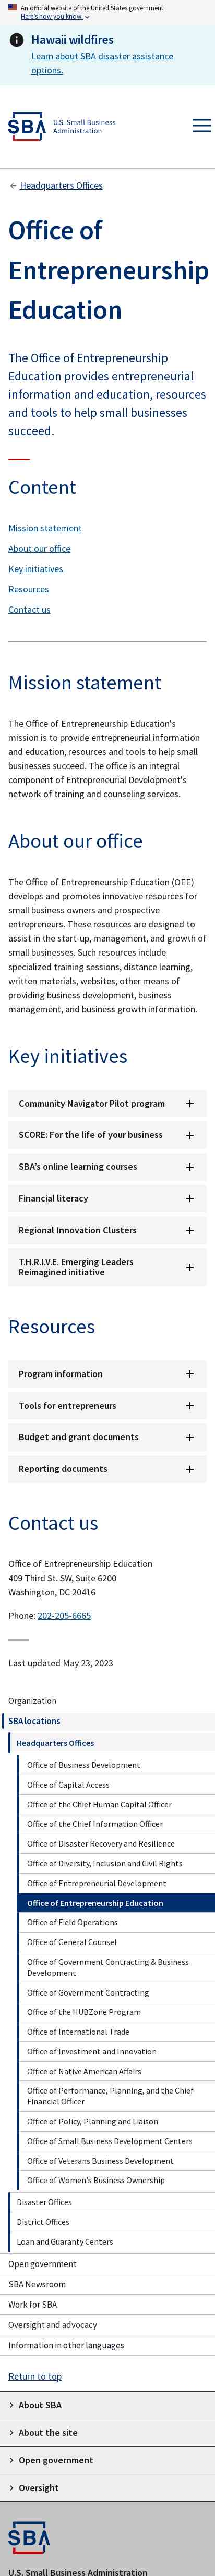 An official website of the United States government
Here's how you know
Hawaii wildfires
Learn about SBA disaster assistance
options.
SBA
U.S. Small Business
Administration
Headquarters Offices
Office of
Entrepreneurship
Education
The Office of Entrepreneurship
Education provides entrepreneurial
information and education, resources
and tools to help small businesses
succeed.
Content
Mission statement
About our office
Key initiatives
Resources
Contact us
Mission statement
The Office of Entrepreneurship Education's
mission is to provide entrepreneurial information
and education, resources and tools to help small
businesses succeed. The office is an integral
component of Entrepreneurial Development's
network of training and counseling services.
About our office
The Office of Entrepreneurship Education (OEE)
develops and promotes innovative resources for
small business owners and prospective
entrepreneurs. These resources are designed to
assist in the start-up, management, and growth of
small businesses. Such resources include
specialized training sessions, distance learning,
written materials, websites, other means of
providing business development, business
management, and business growth information.
Key initiatives
Community Navigator Pilot program
SCORE: For the life of your business
SBA's online learning courses
Financial literacy
Regional Innovation Clusters
T.H.R.I.V.E. Emerging Leaders
Reimagined initiative
Resources
Program information
Tools for entrepreneurs
Budget and grant documents
Reporting documents
Contact us
Office of Entrepreneurship Education
409 Third St. SW, Suite 6200
Washington, DC 20416
Phone: 202-205-6665
Last updated May 23, 2023
Organization
SBA locations
Headquarters Offices
Office of Business Development
Office of Capital Access
Office of the Chief Human Capital Officer
Office of the Chief Information Officer
Office of Disaster Recovery and Resilience
Office of Diversity, Inclusion and Civil Rights
Office of Entrepreneurial Development
Office of Entrepreneurship Education
Office of Field Operations
Office of General Counsel
Office of Government Contracting & Business
Development
Office of Government Contracting
Office of the HUBZone Program
Office of International Trade
Office of Investment and Innovation
Office of Native American Affairs
Office of Performance, Planning, and the Chief
Financial Officer
Office of Policy, Planning and Liaison
Office of Small Business Development Centers
Office of Veterans Business Development
Office of Women's Business Ownership
Disaster Offices
District Offices
Loan and Guaranty Centers
Open government
SBA Newsroom
Work for SBA
Oversight and advocacy
Information in other languages
Return to top
About SBA
About the site
Open government
Oversight
SBA
U.S. Small Business Administration